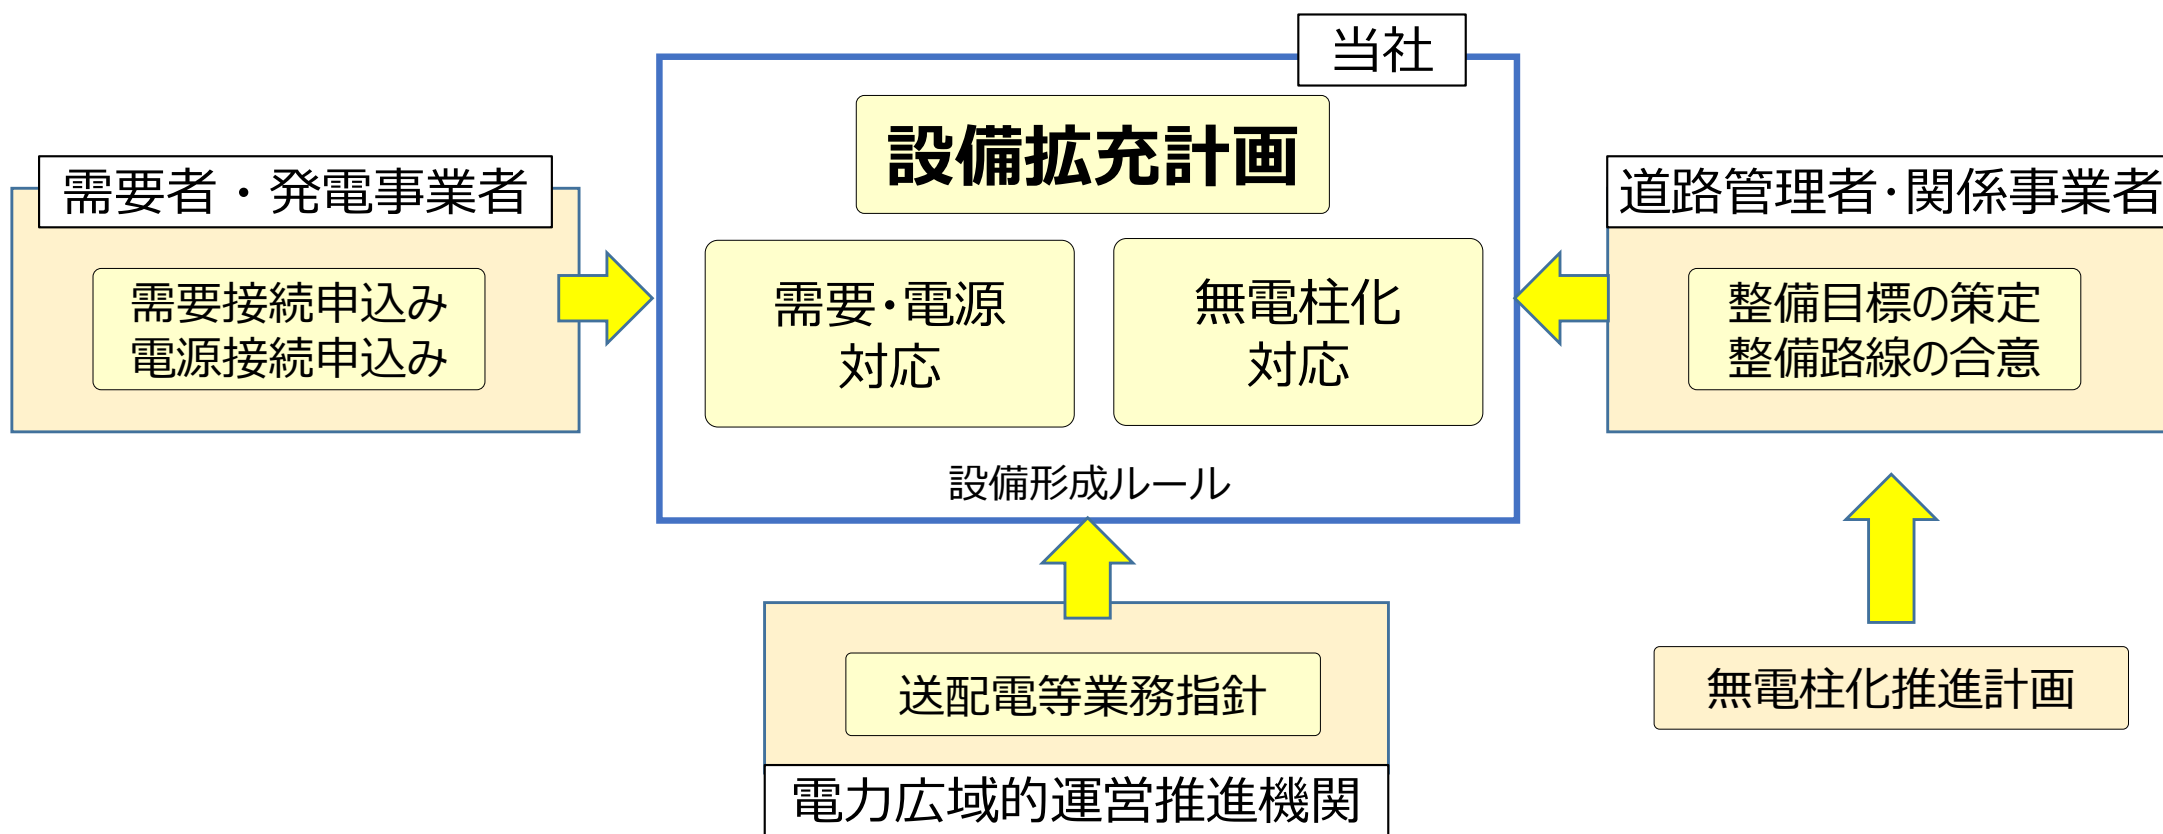 当社
設備拡充計画
需要者・発電事業者
需要接続申込み
電源接続申込み
需要・電源
対応
無電柱化
対応
設備形成ルール
道路管理者・関係事業者
整備目標の策定
整備路線の合意
送配電等業務指針
電力広域的運営推進機関
無電柱化推進計画